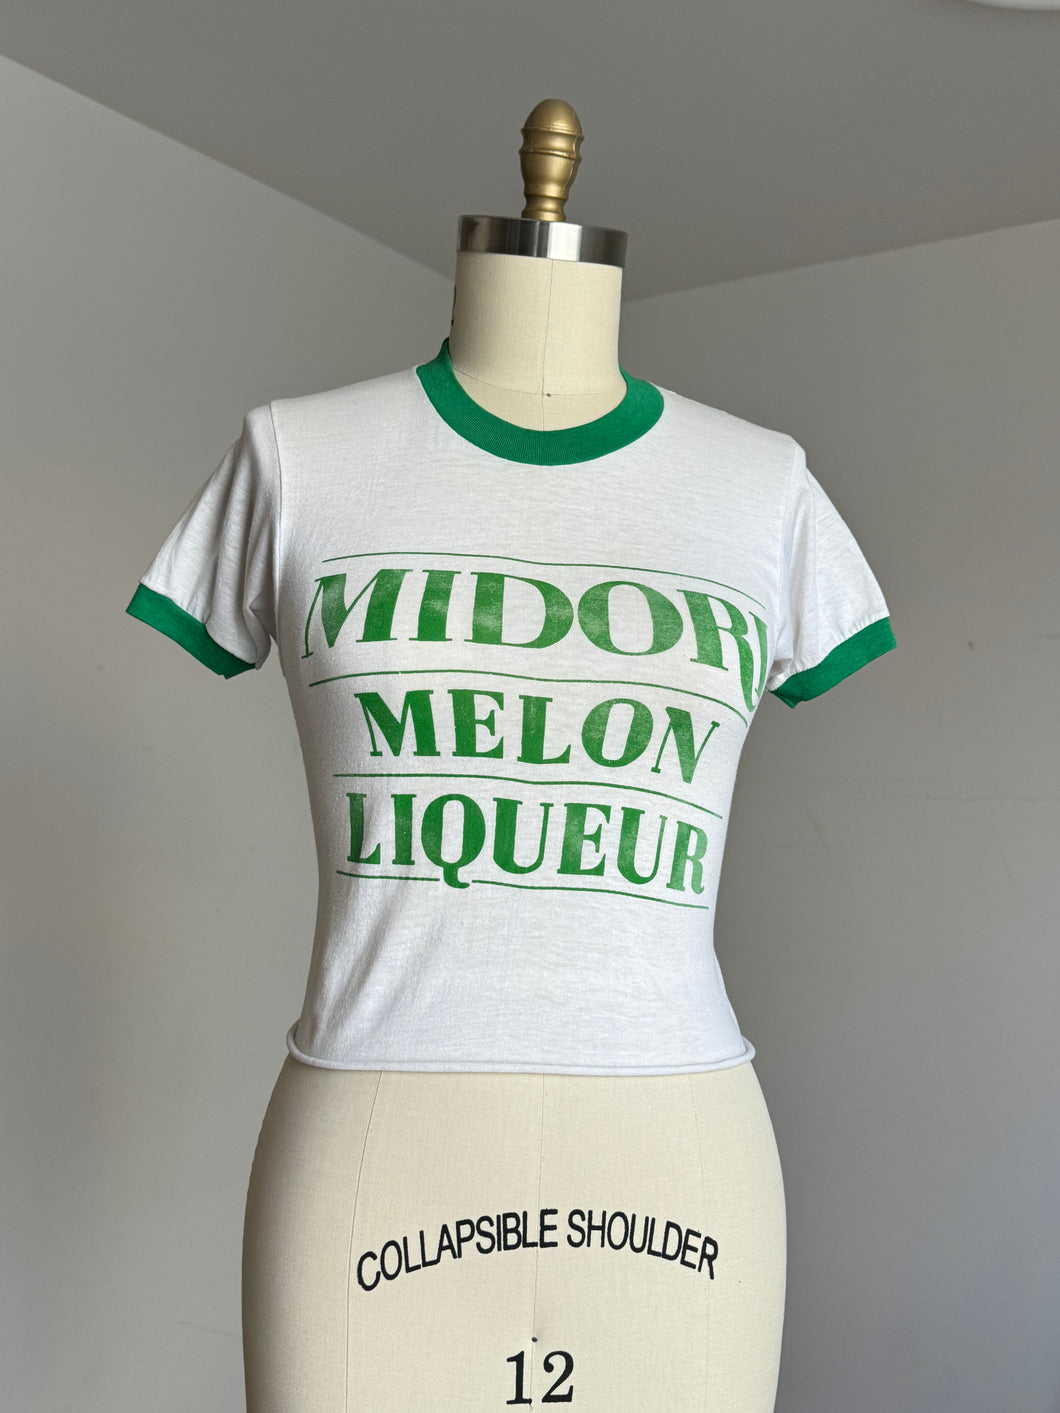 MIDORI
MELON
LIQUEUR
COLLAPSIBLE SHOULDER
12